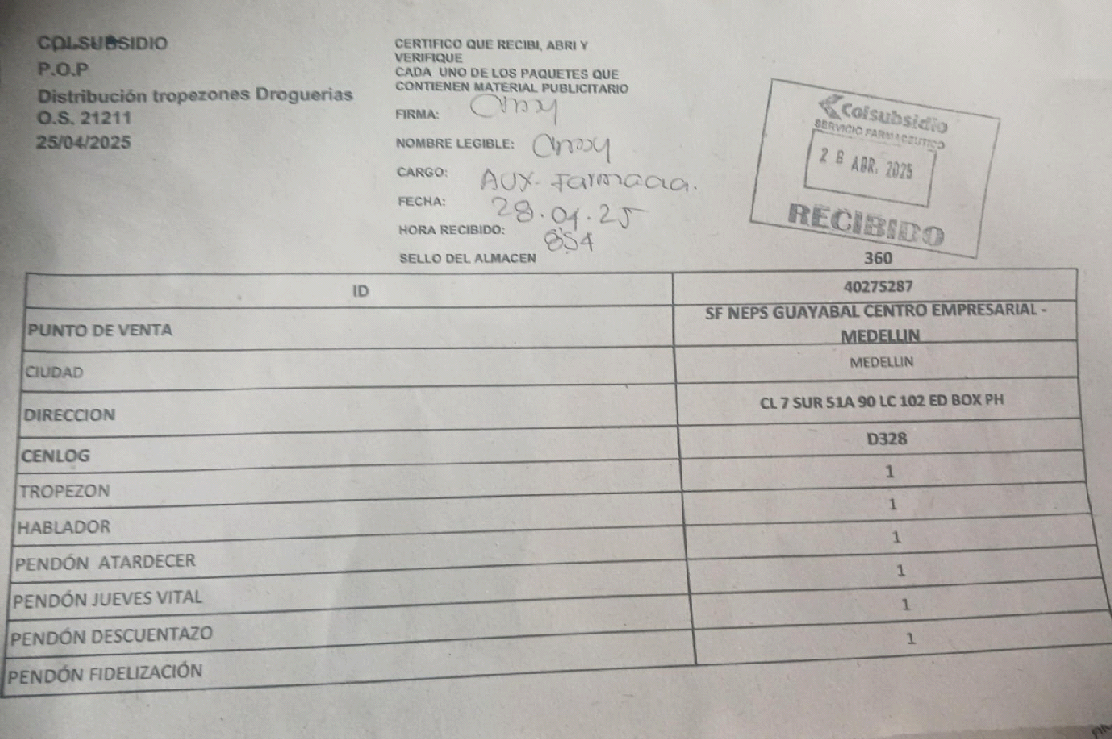 COLSUBSIDIO
P.O.P
Distribución tropezones Droguerias
O.S. 21211
25/04/2025
CERTIFICO QUE RECIBI, ABRI Y
VERIFIQUE
CADA UNO DE LOS PAQUETES QUE
CONTIENEN MATERIAL PUBLICITARIO
FIRMA:
NOMBRE LEGIBLE:
CARGO: AUX. Farmacia.
FECHA: 28.04.25
HORA RECIBIDO: 854
SELLO DEL ALMACEN
Colsubsidio
SERVICIO FARMACEUTICO
28 ABR. 2025
RECIBIDO
360
ID 40275287
PUNTO DE VENTA SF NEPS GUAYABAL CENTRO EMPRESARIAL -
MEDELLIN
CIUDAD MEDELLIN
DIRECCION CL 7 SUR 51A 90 LC 102 ED BOX PH
CENLOG D328
TROPEZON 1
HABLADOR 1
PENDÓN ATARDECER 1
PENDÓN JUEVES VITAL 1
PENDÓN DESCUENTAZO 1
PENDÓN FIDELIZACIÓN 1